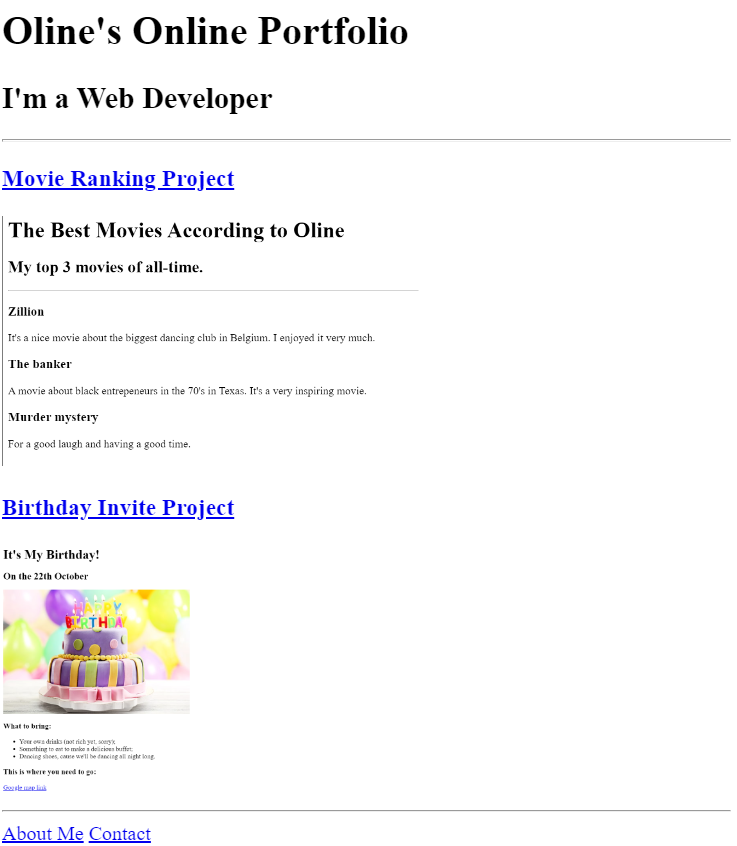 Oline's Online Portfolio
I'm a Web Developer
Movie Ranking Project
The Best Movies According to Oline
My top 3 movies of all-time.
Zillion
It's a nice movie about the biggest dancing club in Belgium. I enjoyed it very much.
The banker
A movie about black entrepeneurs in the 70's in Texas. It's a very inspiring movie.
Murder mystery
For a good laugh and having a good time.
Birthday Invite Project
It's My Birthday!
On the 22th October
HAPPY
BIRTHDAY
What to bring:
Your own drinks (not rich yet, sorry);
Something to eat to make a delicious buffet;
Dancing shoes, cause we'll be dancing all night long.
This is where you need to go:
Google map link
About Me Contact